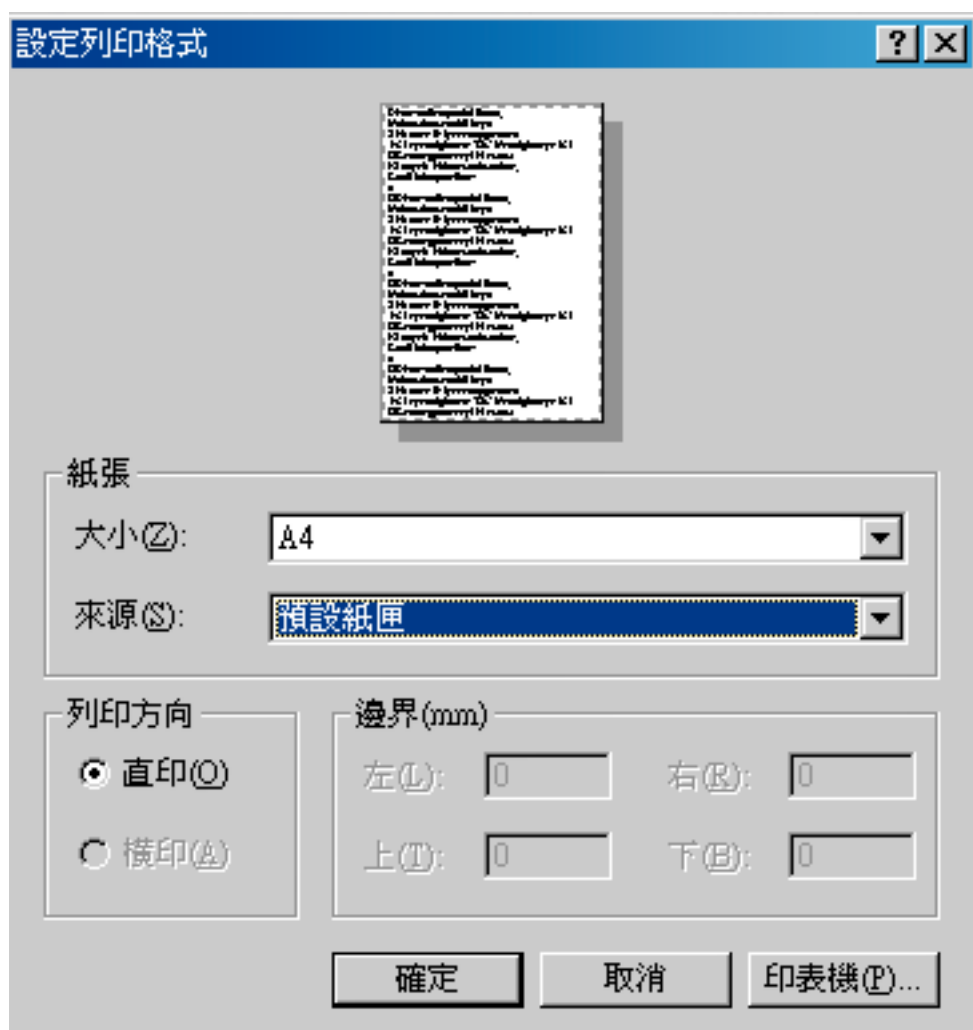 設定列印格式
紙張
大小(Z):
A4
來源(S):
預設紙匣
列印方向
直印(O)
橫印(A)
邊界(mm)
左(L): 0 右(R): 0
上(T): 0 下(B): 0
確定 取消 印表機(P)...